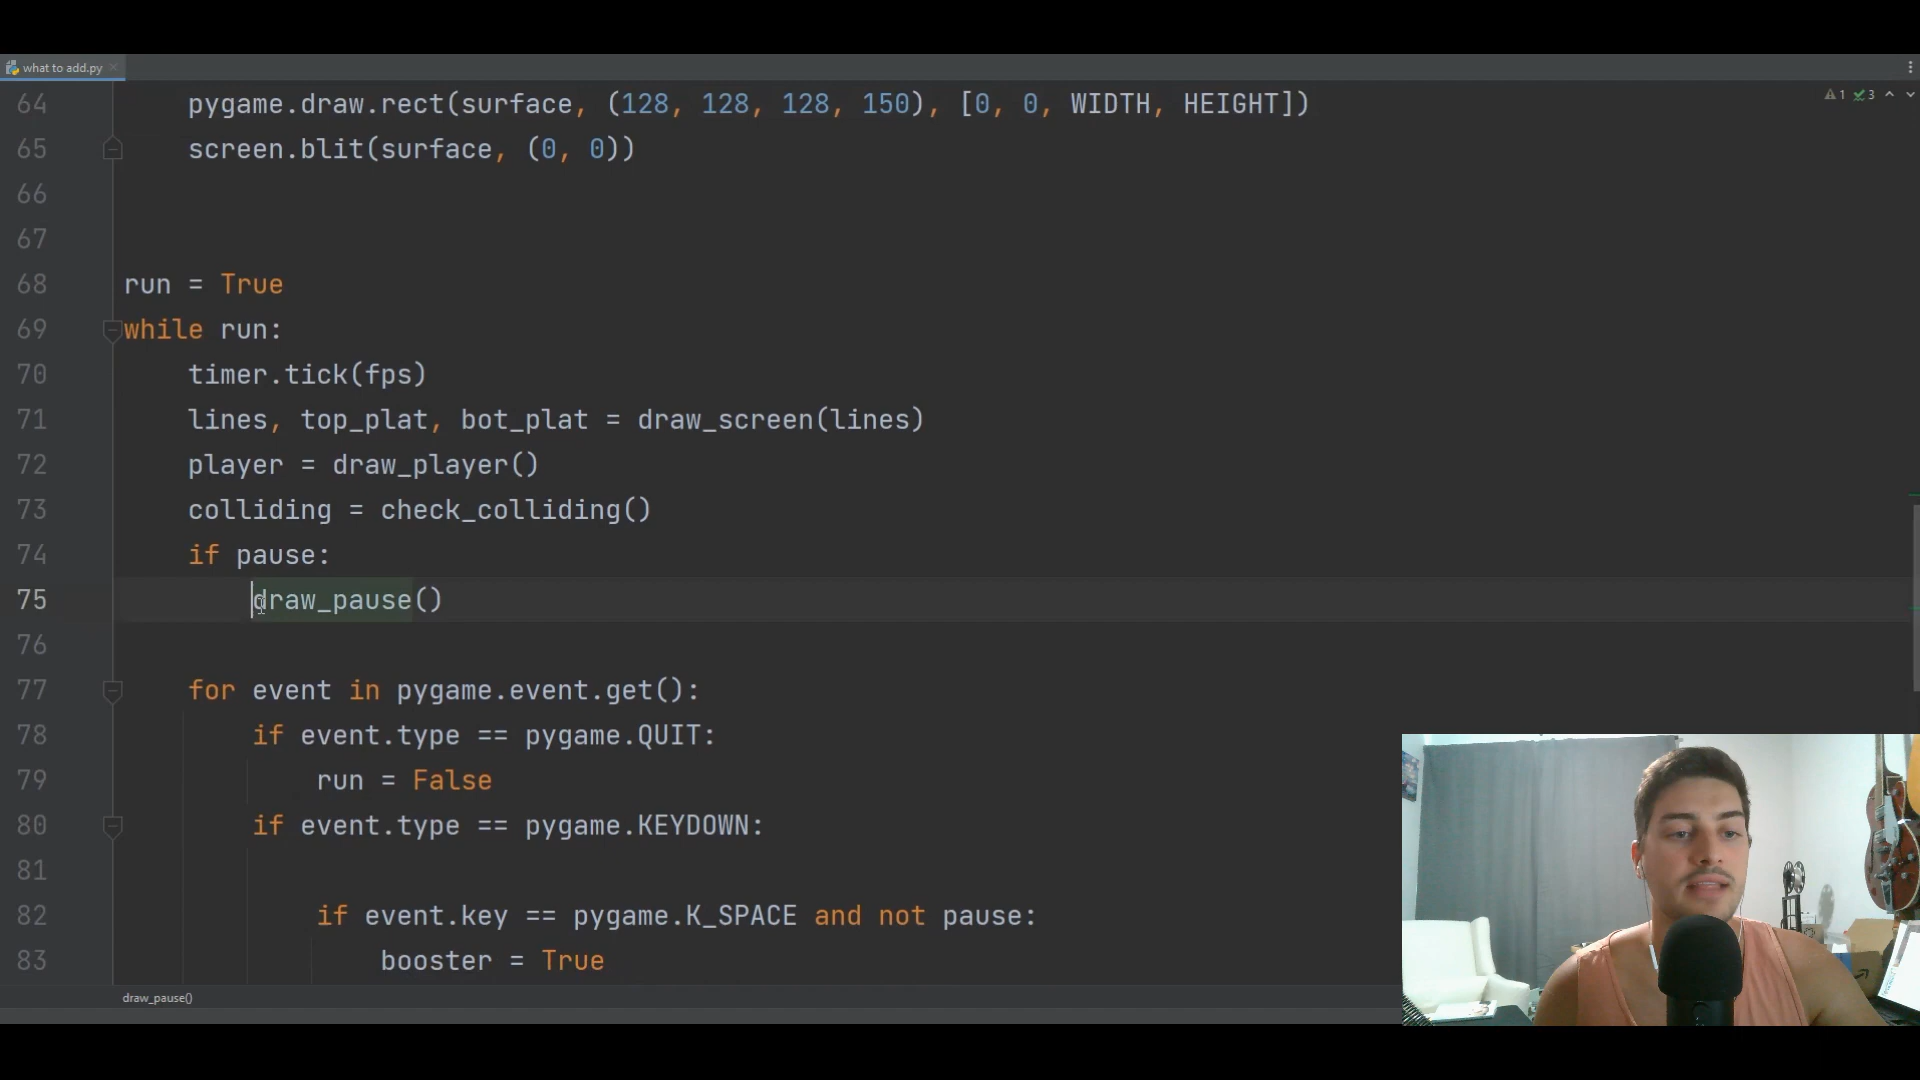 what to add.py
1 3
64 pygame.draw.rect(surface, (128, 128, 128, 150), [0, 0, WIDTH, HEIGHT])
65 screen.blit(surface, (0, 0))
66
67
68 run = True
69 while run:
70 timer.tick(fps)
71 lines, top_plat, bot_plat = draw_screen(lines)
72 player = draw_player()
73 colliding = check_colliding()
74 if pause:
75 draw_pause()
76
77 for event in pygame.event.get():
78 if event.type == pygame.QUIT:
79 run = False
80 if event.type == pygame.KEYDOWN:
81
82 if event.key == pygame.K_SPACE and not pause:
83 booster = True
draw_pause()